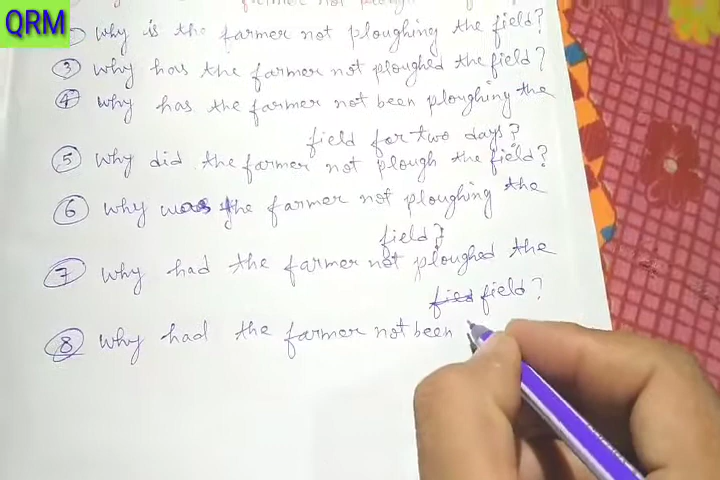 QRM
farmer not plough
why is the farmer not ploughing the field?
③ why has the farmer not ploughed the field?
④ why has the farmer not been ploughing the
field for two days?
⑤ why did the farmer not plough the field?
⑥ why was the farmer not ploughing the
field?
⑦ why had the farmer not ploughed the
field?
⑧ why had the farmer not been